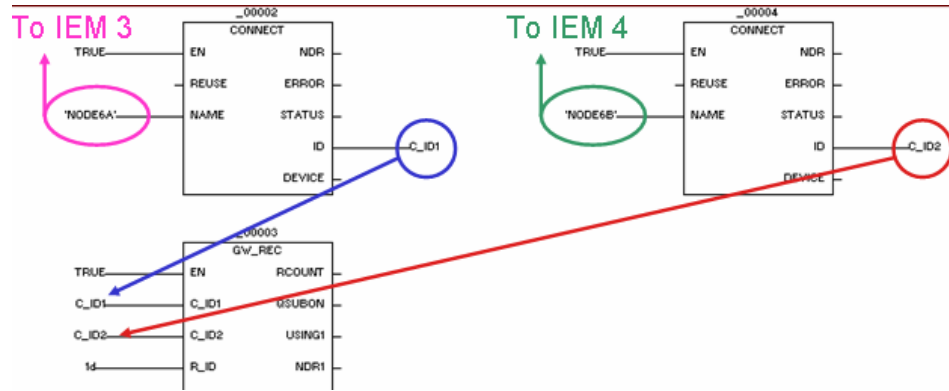 To IEM 3
_00002
CONNECT
TRUE EN NDR
REUSE ERROR
'NODE6A' NAME STATUS
ID C_ID1
DEVICE
To IEM 4
_00004
CONNECT
TRUE EN NDR
REUSE ERROR
'NODE6B' NAME STATUS
ID C_ID2
DEVICE
_00003
GW_REC
TRUE EN RCOUNT
C_ID1 C_ID1 QSUBON
C_ID2 C_ID2 USING1
1d R_ID NDR1